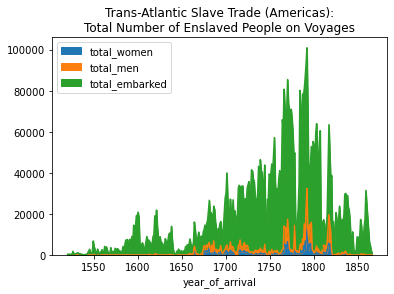 Trans-Atlantic Slave Trade (Americas):
Total Number of Enslaved People on Voyages
total_women
total_men
total_embarked
100000
80000
60000
40000
20000
0
1550 1600 1650 1700 1750 1800 1850
year_of_arrival